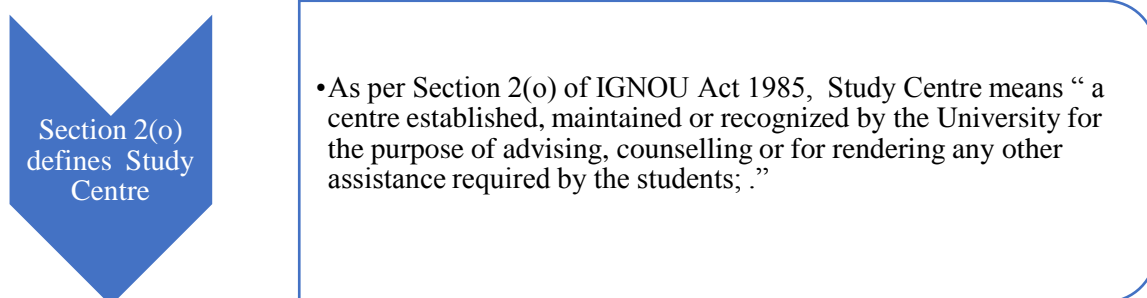 Section 2(o)
defines Study
Centre
•As per Section 2(o) of IGNOU Act 1985, Study Centre means “ a
centre established, maintained or recognized by the University for
the purpose of advising, counselling or for rendering any other
assistance required by the students; .”